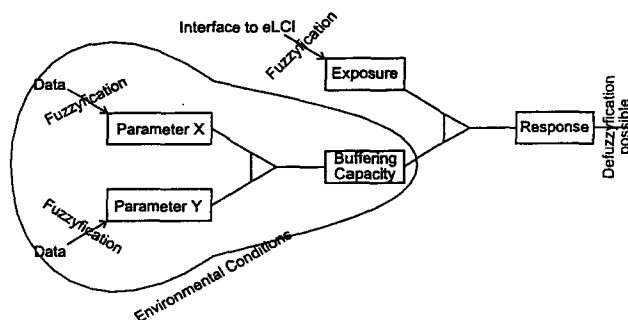 Interface to eLCI
Fuzzyfication
Exposure
Data
Fuzzyfication
Parameter X
Buffering
Capacity
Response
Defuzzyfication
possible
Parameter Y
Fuzzyfication
Data
Environmental Conditions